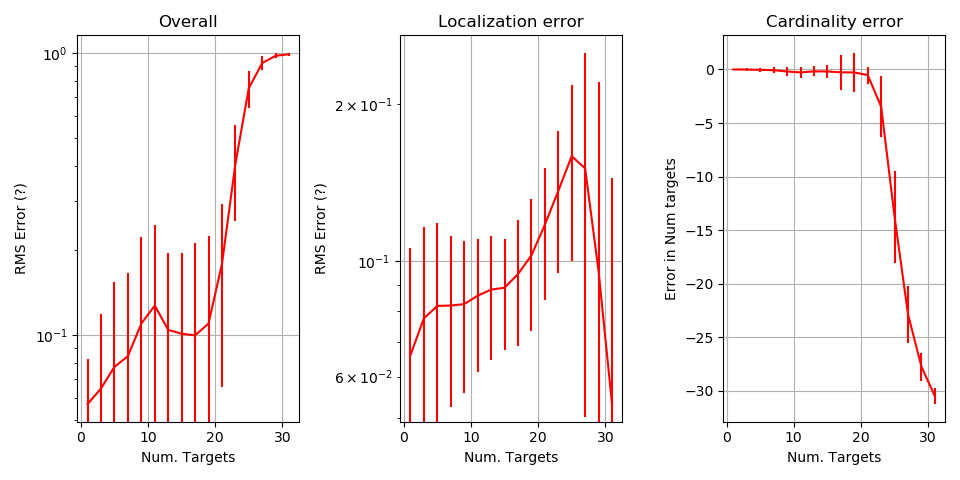 Overall
RMS Error (?)
10⁰
10⁻¹
0 10 20 30
Num. Targets
Localization error
RMS Error (?)
2 × 10⁻¹
10⁻¹
6 × 10⁻²
0 10 20 30
Num. Targets
Cardinality error
Error in Num targets
0
−5
−10
−15
−20
−25
−30
0 10 20 30
Num. Targets